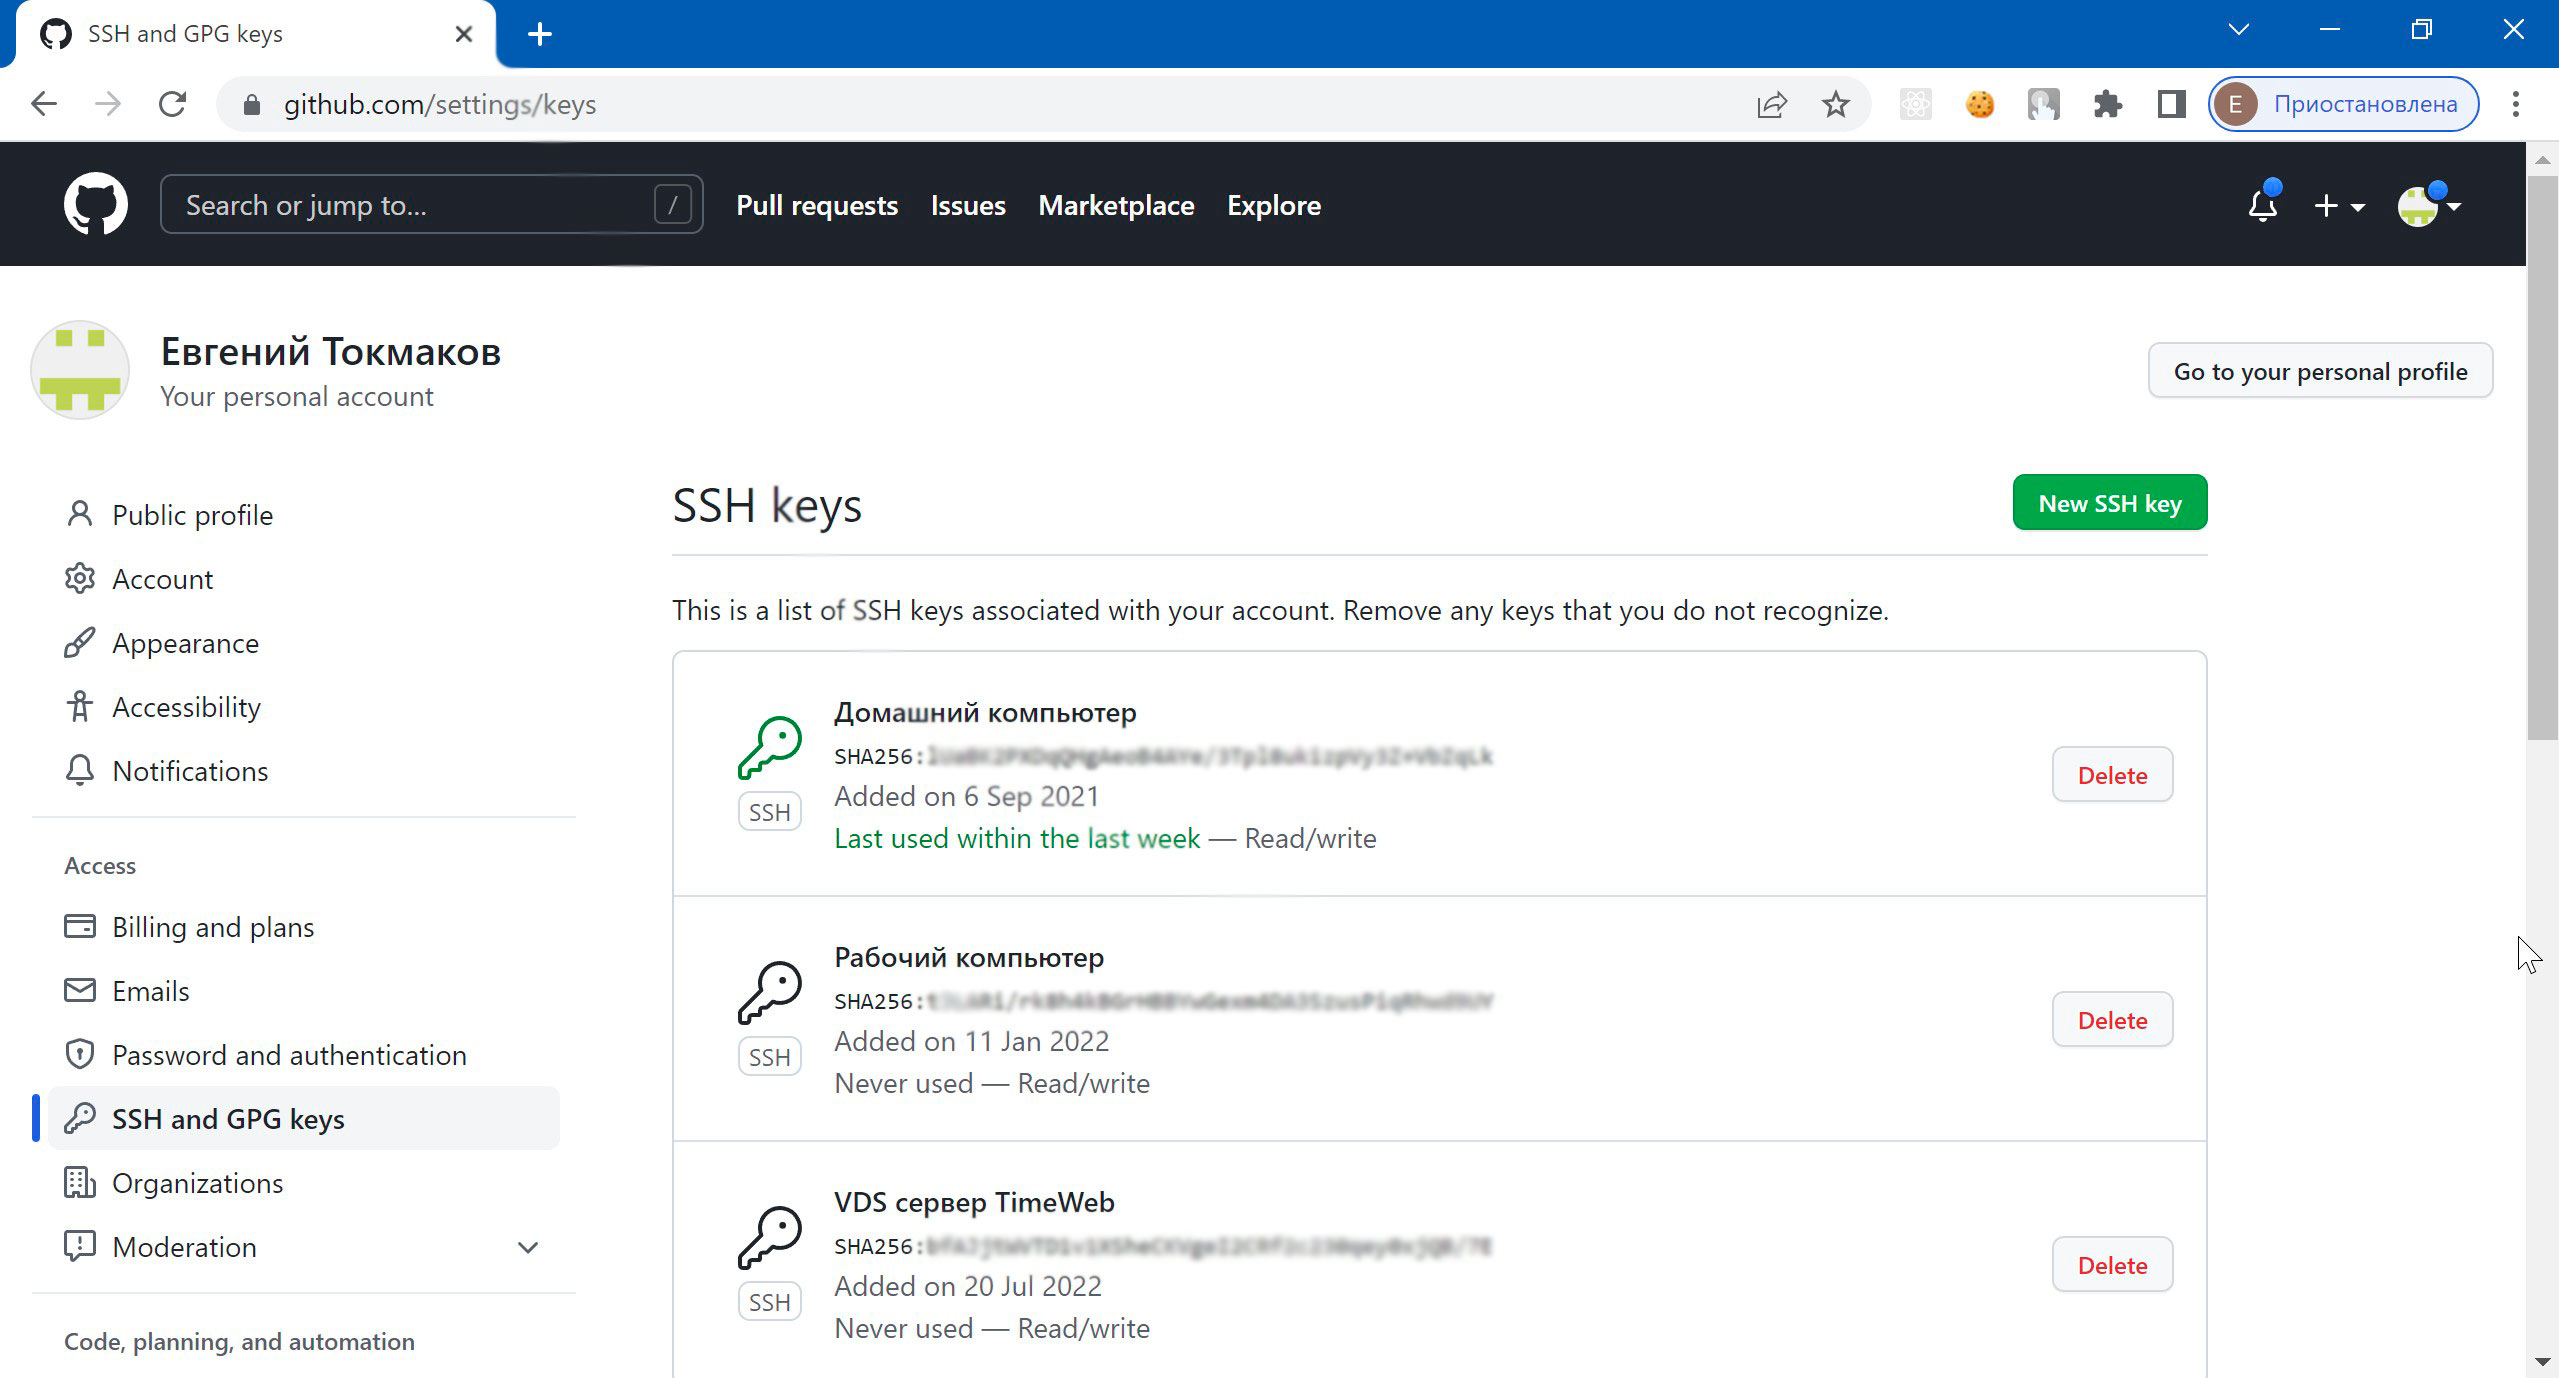 SSH and GPG keys
github.com/settings/keys
E Приостановлена
Search or jump to... /
Pull requests Issues Marketplace Explore
Евгений Токмаков
Your personal account
Go to your personal profile
Public profile
Account
Appearance
Accessibility
Notifications
Access
Billing and plans
Emails
Password and authentication
SSH and GPG keys
Organizations
Moderation
Code, planning, and automation
SSH keys
New SSH key
This is a list of SSH keys associated with your account. Remove any keys that you do not recognize.
Домашний компьютер
SHA256:
Added on 6 Sep 2021
Last used within the last week — Read/write
SSH
Delete
Рабочий компьютер
SHA256:
Added on 11 Jan 2022
Never used — Read/write
SSH
Delete
VDS сервер TimeWeb
SHA256:
Added on 20 Jul 2022
Never used — Read/write
SSH
Delete